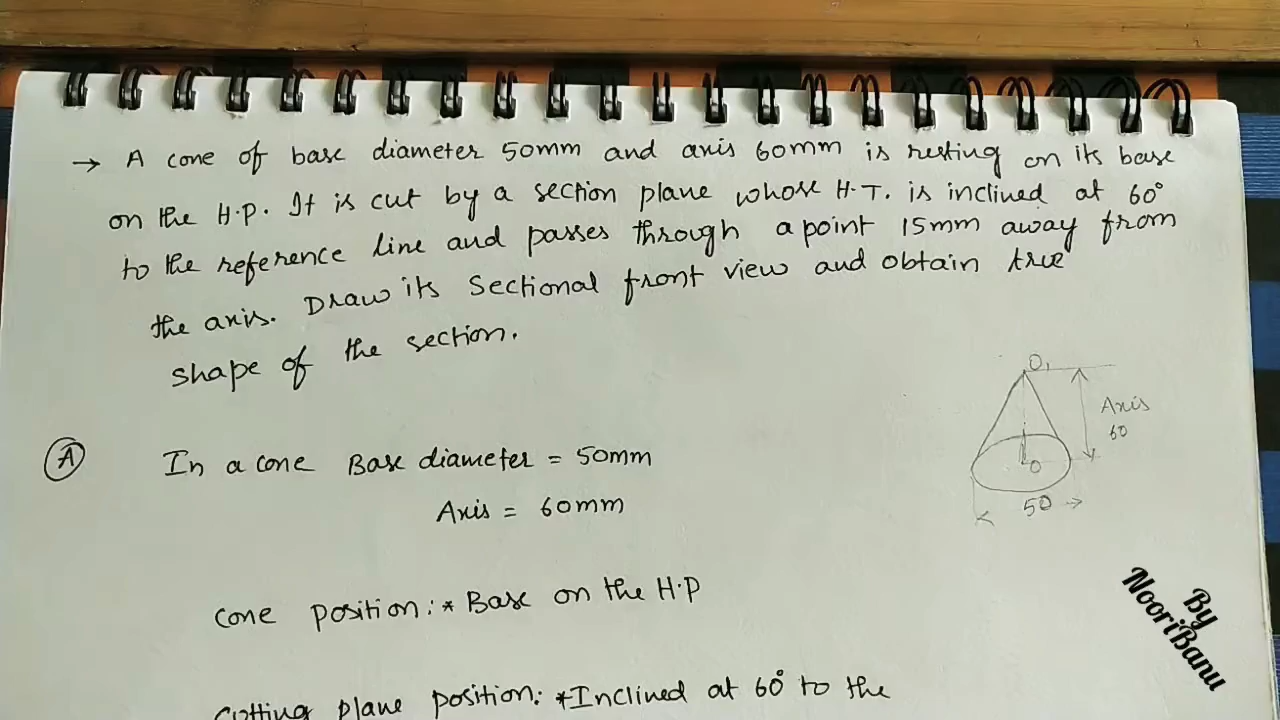 → A cone of base diameter 50mm and axis 60mm is resting on its base
on the H.P. It is cut by a section plane whose H.T. is inclined at 60°
to the reference line and passes through a point 15mm away from
the axis. Draw its sectional front view and obtain true
shape of the section.
A
In a cone Base diameter = 50mm
Axis = 60mm
O1
Axis
60
O
50
cone position: * Base on the H.P
By
NooriBanu
cutting plane position: *Inclined at 60° to the